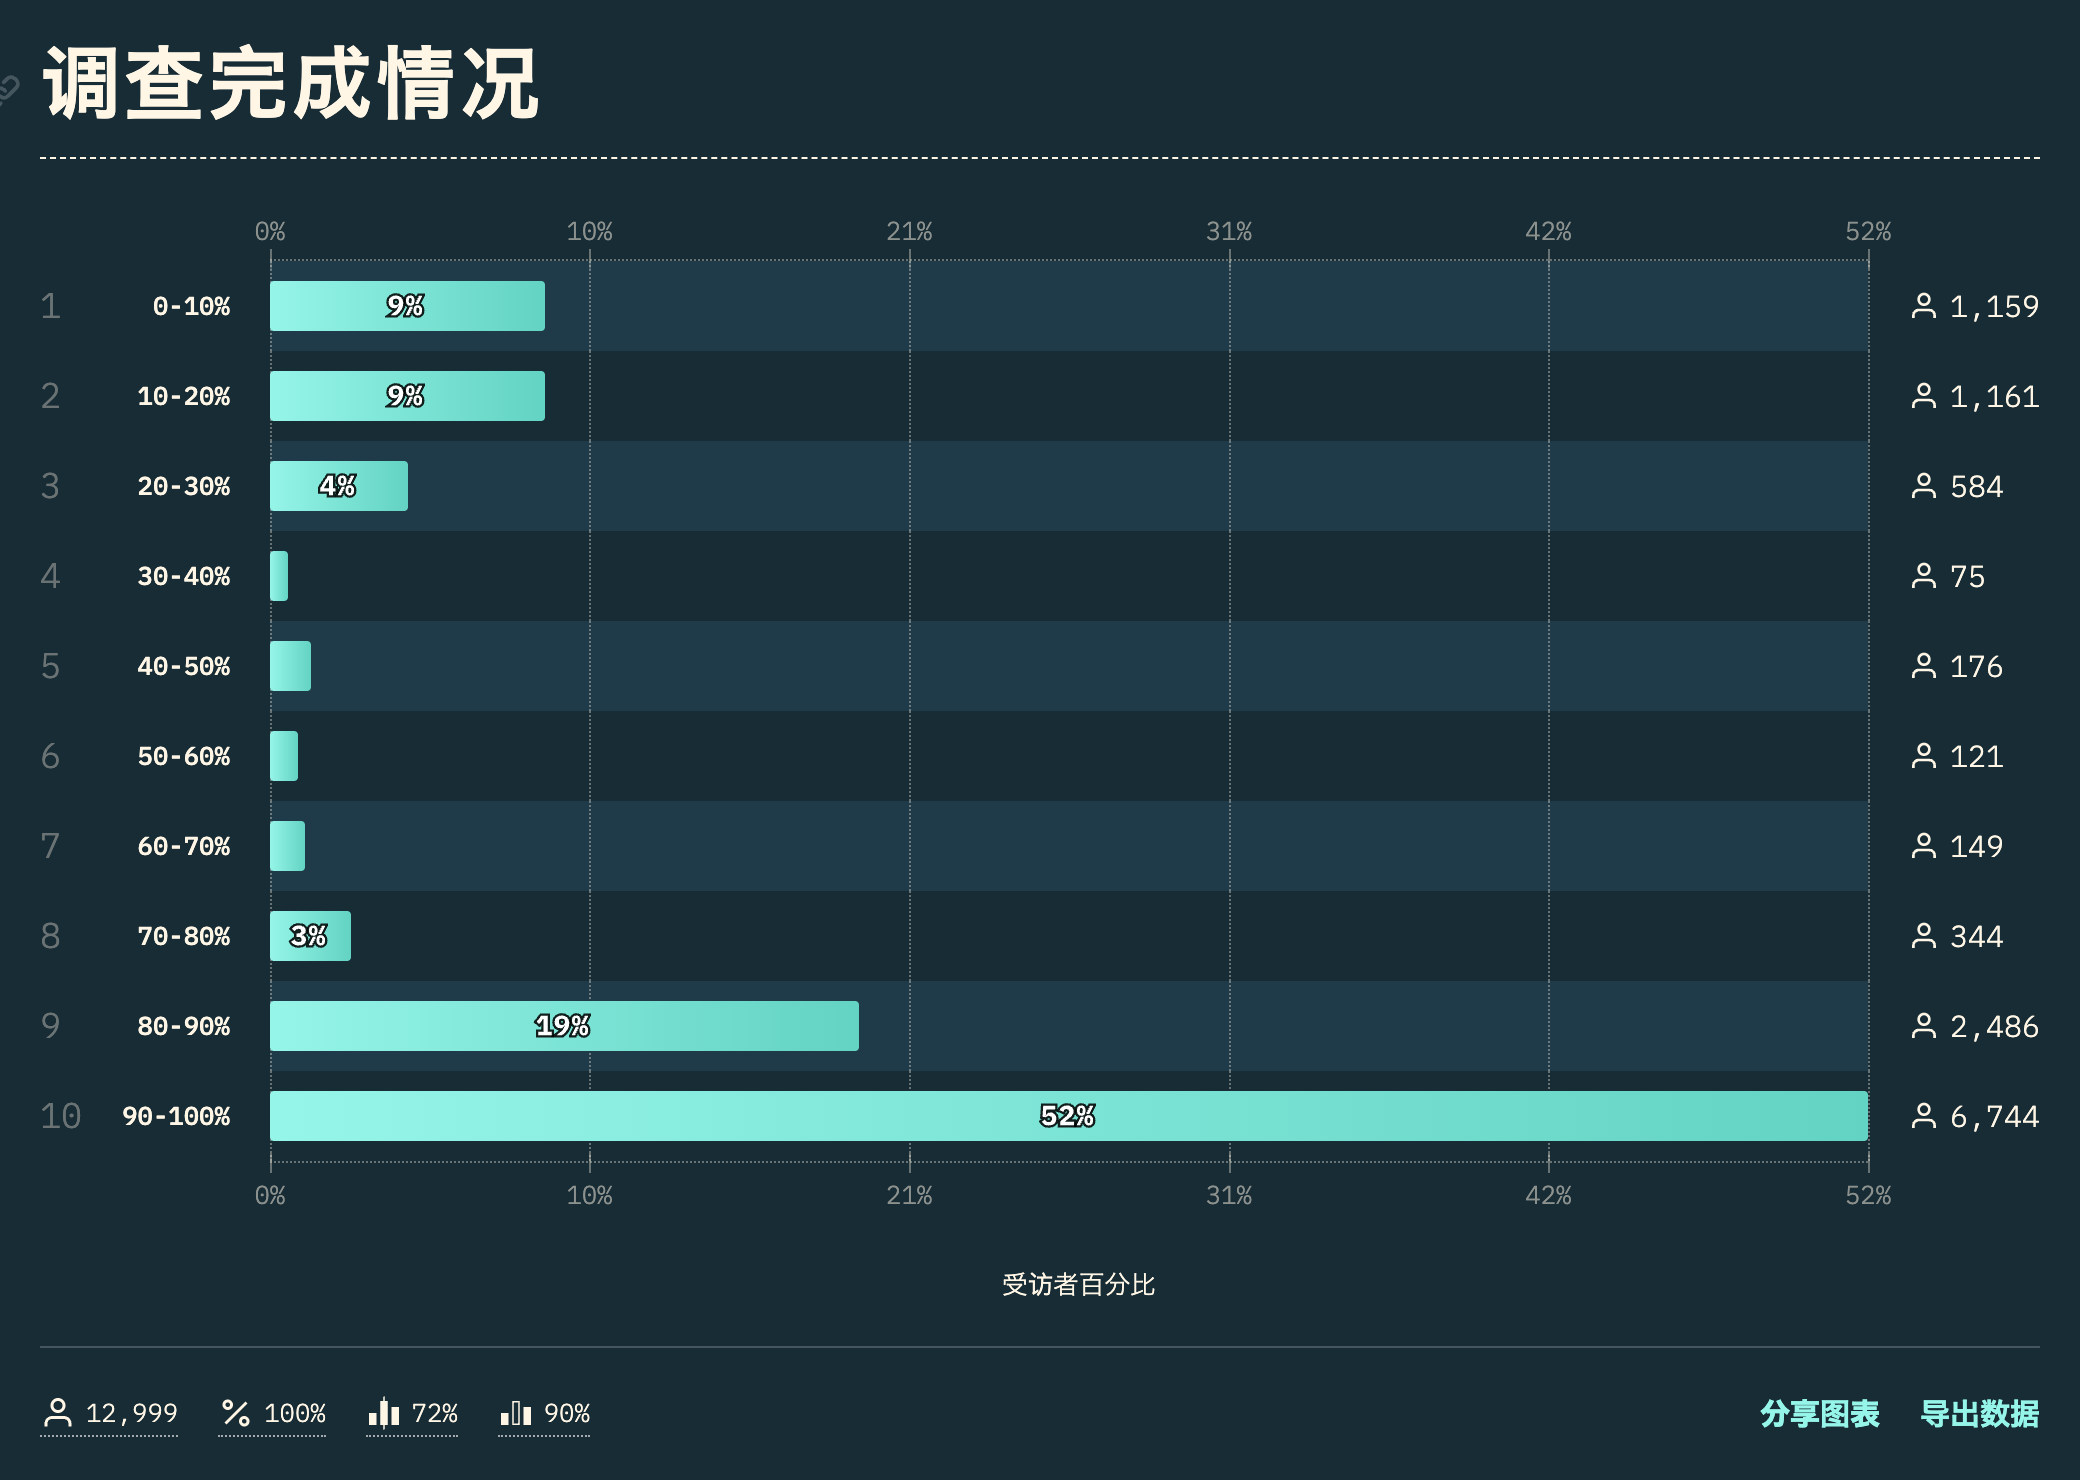 调查完成情况
0% 10% 21% 31% 42% 52%
1 0-10% 9% 1,159
2 10-20% 9% 1,161
3 20-30% 4% 584
4 30-40% 75
5 40-50% 176
6 50-60% 121
7 60-70% 149
8 70-80% 3% 344
9 80-90% 19% 2,486
10 90-100% 52% 6,744
0% 10% 21% 31% 42% 52%
受访者百分比
12,999 100% 72% 90% 分享图表 导出数据